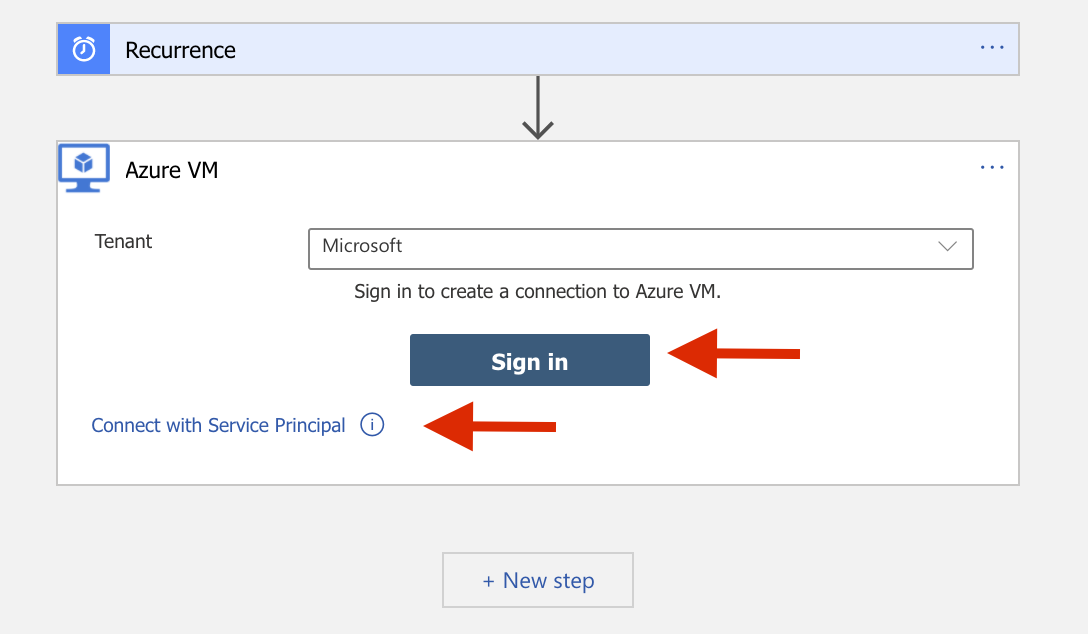 Recurrence
Azure VM
Tenant
Microsoft
Sign in to create a connection to Azure VM.
Sign in
Connect with Service Principal
+ New step